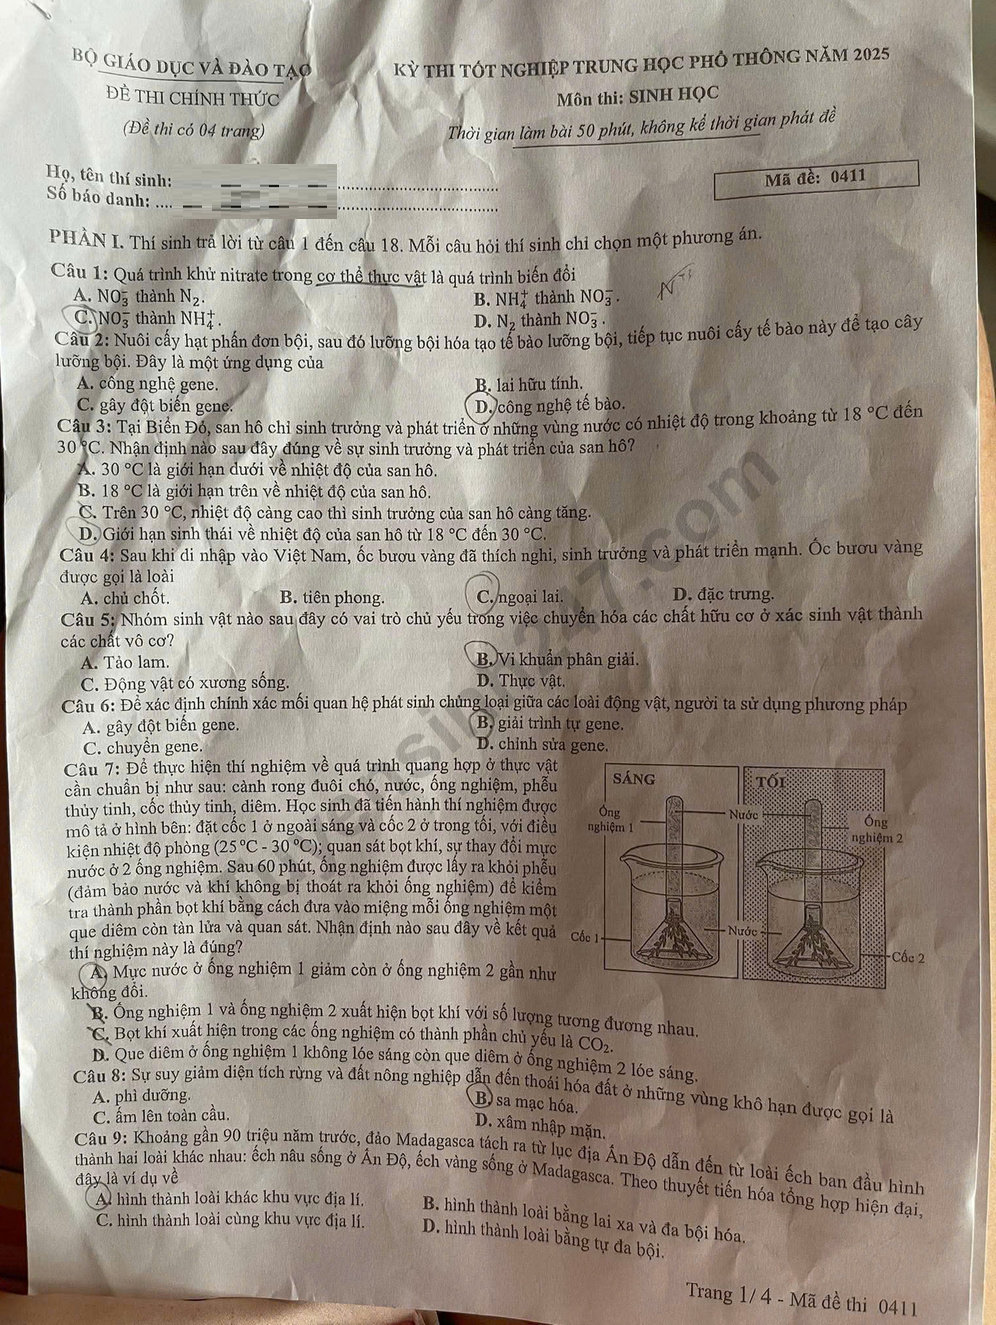 BỘ GIÁO DỤC VÀ ĐÀO TẠO
ĐỀ THI CHÍNH THỨC
(Đề thi có 04 trang)
KỲ THI TỐT NGHIỆP TRUNG HỌC PHỔ THÔNG NĂM 2025
Môn thi: SINH HỌC
Thời gian làm bài 50 phút, không kể thời gian phát đề
Họ, tên thí sinh:
Số báo danh:
Mã đề: 0411
PHẦN I. Thí sinh trả lời từ câu 1 đến câu 18. Mỗi câu hỏi thí sinh chỉ chọn một phương án.
Câu 1: Quá trình khử nitrate trong cơ thể thực vật là quá trình biến đổi
A. NO₃⁻ thành N₂.
B. NH₄⁺ thành NO₃⁻.
C. NO₃⁻ thành NH₄⁺.
D. N₂ thành NO₃⁻.
Câu 2: Nuôi cấy hạt phấn đơn bội, sau đó lưỡng bội hóa tạo tế bào lưỡng bội, tiếp tục nuôi cấy tế bào này để tạo cây
lưỡng bội. Đây là một ứng dụng của
A. công nghệ gene.
B. lai hữu tính.
C. gây đột biến gene.
D. công nghệ tế bào.
Câu 3: Tại Biển Đỏ, san hô chỉ sinh trưởng và phát triển ở những vùng nước có nhiệt độ trong khoảng từ 18 °C đến
30 °C. Nhận định nào sau đây đúng về sự sinh trưởng và phát triển của san hô?
A. 30 °C là giới hạn dưới về nhiệt độ của san hô.
B. 18 °C là giới hạn trên về nhiệt độ của san hô.
C. Trên 30 °C, nhiệt độ càng cao thì sinh trưởng của san hô càng tăng.
D. Giới hạn sinh thái về nhiệt độ của san hô từ 18 °C đến 30 °C.
Câu 4: Sau khi di nhập vào Việt Nam, ốc bươu vàng đã thích nghi, sinh trưởng và phát triển mạnh. Ốc bươu vàng
được gọi là loài
A. chủ chốt.
B. tiên phong.
C. ngoại lai.
D. đặc trưng.
Câu 5: Nhóm sinh vật nào sau đây có vai trò chủ yếu trong việc chuyển hóa các chất hữu cơ ở xác sinh vật thành
các chất vô cơ?
A. Tảo lam.
B. Vi khuẩn phân giải.
C. Động vật có xương sống.
D. Thực vật.
Câu 6: Để xác định chính xác mối quan hệ phát sinh chủng loại giữa các loài động vật, người ta sử dụng phương pháp
A. gây đột biến gene.
B. giải trình tự gene.
C. chuyển gene.
D. chỉnh sửa gene.
Câu 7: Để thực hiện thí nghiệm về quá trình quang hợp ở thực vật
cần chuẩn bị như sau: cành rong đuôi chó, nước, ống nghiệm, phễu
thủy tinh, cốc thủy tinh, diêm. Học sinh đã tiến hành thí nghiệm được
mô tả ở hình bên: đặt cốc 1 ở ngoài sáng và cốc 2 ở trong tối, với điều
kiện nhiệt độ phòng (25 °C - 30 °C); quan sát bọt khí, sự thay đổi mực
nước ở 2 ống nghiệm. Sau 60 phút, ống nghiệm được lấy ra khỏi phễu
(đảm bảo nước và khí không bị thoát ra khỏi ống nghiệm) để kiểm
tra thành phần bọt khí bằng cách đưa vào miệng mỗi ống nghiệm một
que diêm còn tàn lửa và quan sát. Nhận định nào sau đây về kết quả
thí nghiệm này là đúng?
SÁNG
TỐI
Ống
nghiệm 1
Nước
Ống
nghiệm 2
Cốc 1
Nước
Cốc 2
A. Mực nước ở ống nghiệm 1 giảm còn ở ống nghiệm 2 gần như
không đổi.
B. Ống nghiệm 1 và ống nghiệm 2 xuất hiện bọt khí với số lượng tương đương nhau.
C. Bọt khí xuất hiện trong các ống nghiệm có thành phần chủ yếu là CO₂.
D. Que diêm ở ống nghiệm 1 không lóe sáng còn que diêm ở ống nghiệm 2 lóe sáng.
Câu 8: Sự suy giảm diện tích rừng và đất nông nghiệp dẫn đến thoái hóa đất ở những vùng khô hạn được gọi là
A. phì dưỡng.
B. sa mạc hóa.
C. ấm lên toàn cầu.
D. xâm nhập mặn.
Câu 9: Khoảng gần 90 triệu năm trước, đảo Madagasca tách ra từ lục địa Ấn Độ dẫn đến từ loài ếch ban đầu hình
thành hai loài khác nhau: ếch nâu sống ở Ấn Độ, ếch vàng sống ở Madagasca. Theo thuyết tiến hóa tổng hợp hiện đại,
đây là ví dụ về
A. hình thành loài khác khu vực địa lí.
B. hình thành loài bằng lai xa và đa bội hóa.
C. hình thành loài cùng khu vực địa lí.
D. hình thành loài bằng tự đa bội.
Trang 1/ 4 - Mã đề thi 0411